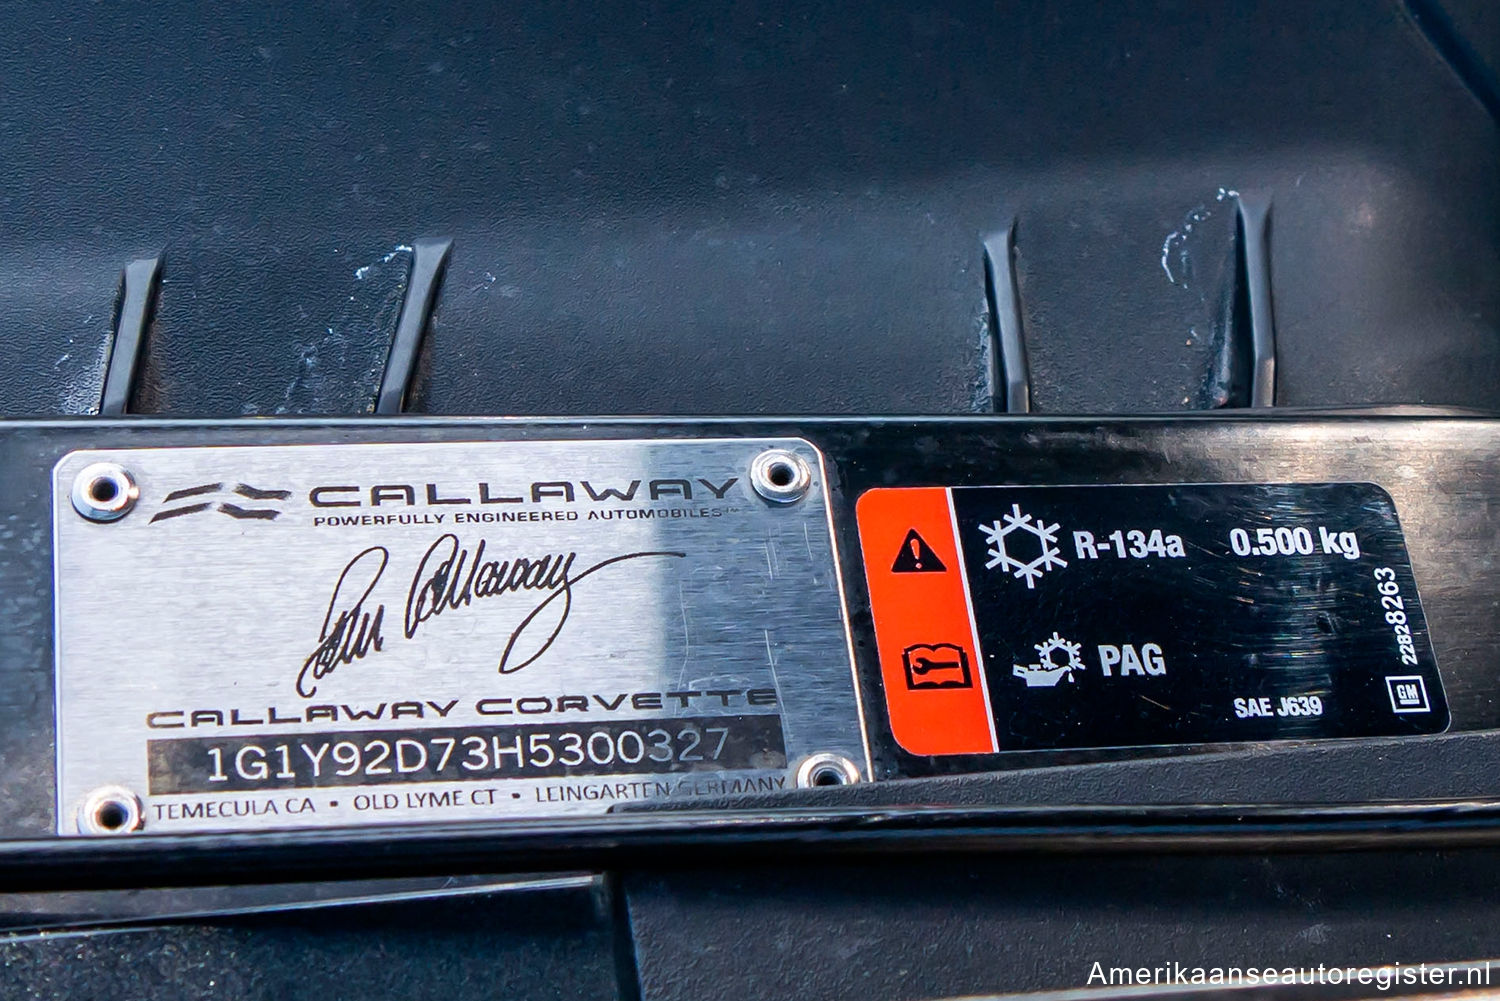 CALLAWAY
POWERFULLY ENGINEERED AUTOMOBILES™
Callaway
CALLAWAY CORVETTE
1G1Y92D73H5300327
TEMECULA CA • OLD LYME CT • LEINGARTEN GERMANY
R-134a 0.500 kg
PAG
SAE J639
22828263
GM
Amerikaanseautoregister.nl